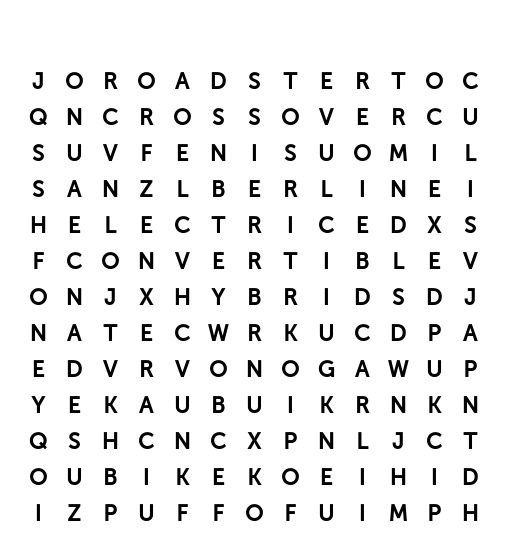 J O R O A D S T E R T O C
Q N C R O S S O V E R C U
S U V F E N I S U O M I L
S A N Z L B E R L I N E I
H E L E C T R I C E D X S
F C O N V E R T I B L E V
O N J X H Y B R I D S D J
N A T E C W R K U C D P A
E D V R V O N O G A W U P
Y E K A U B U I K R N K N
Q S H C N C X P N L J C T
O U B I K E K O E I H I D
I Z P U F F O F U I M P H